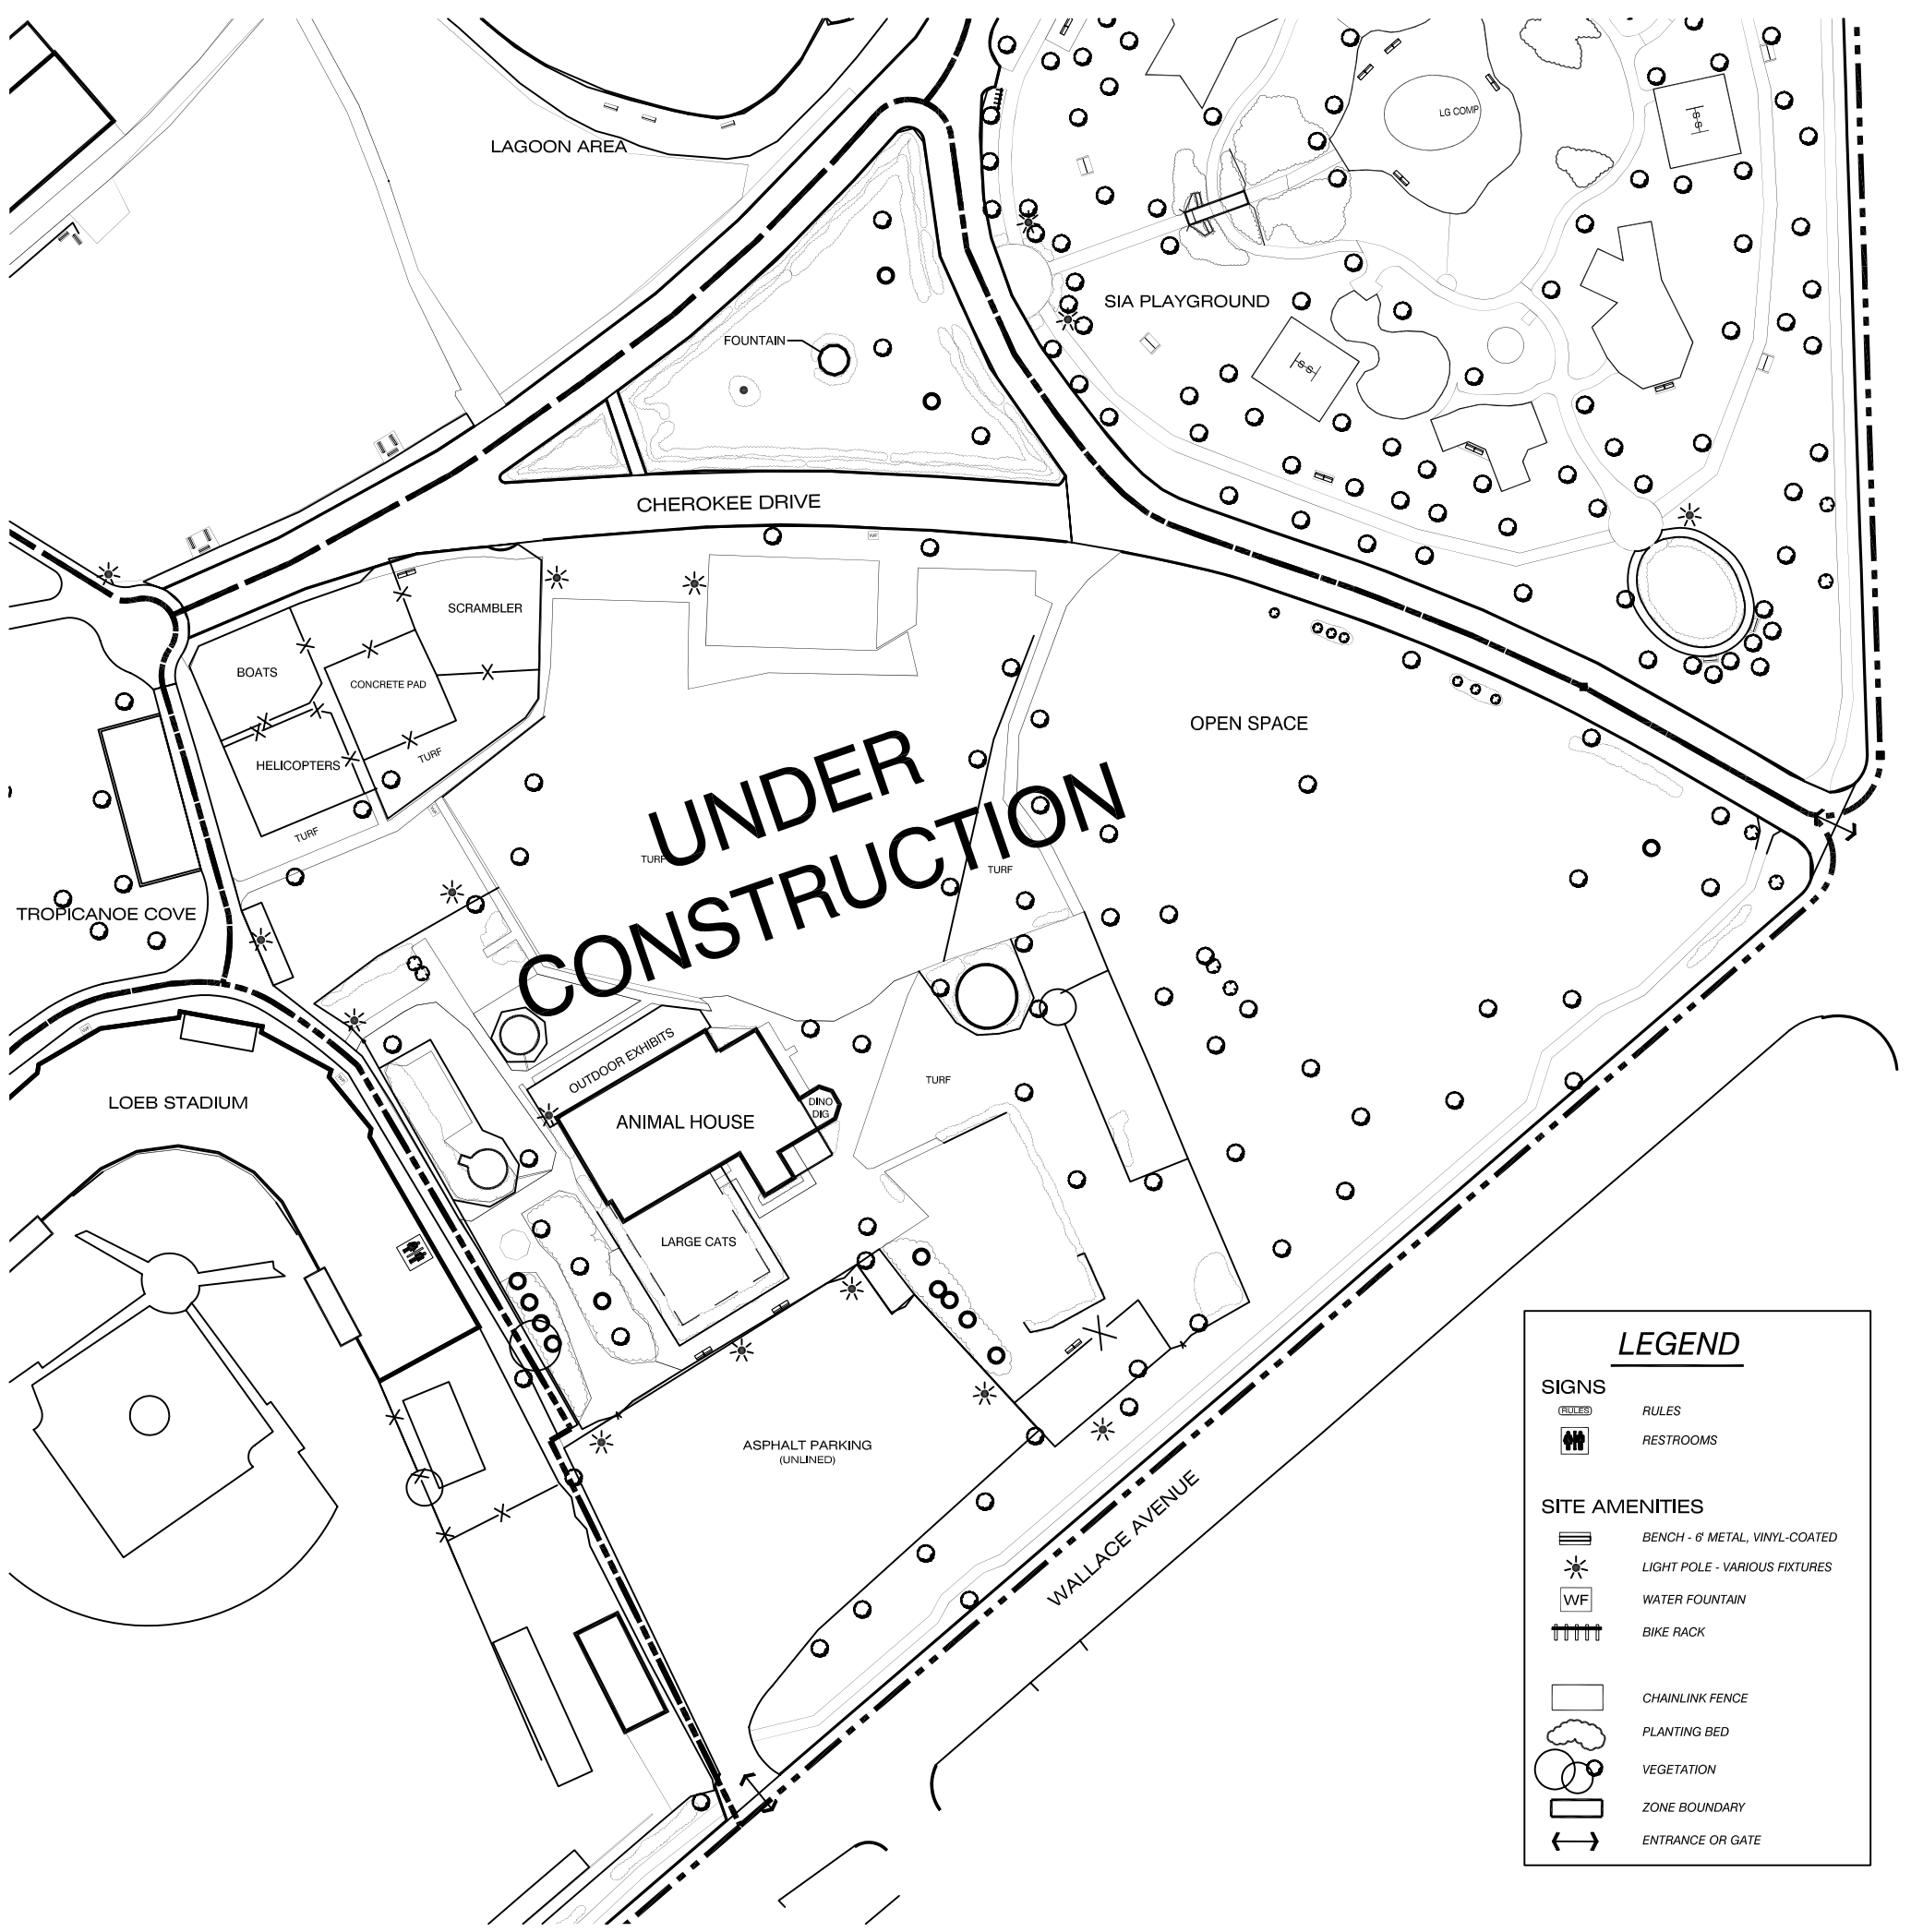 LAGOON AREA
LG COMP
SIA PLAYGROUND
FOUNTAIN
CHEROKEE DRIVE
WF
SCRAMBLER
BOATS
CONCRETE PAD
HELICOPTERS
TURF
TURF
OPEN SPACE
UNDER
CONSTRUCTION
TURF
TURF
TROPICANOE COVE
WF
WF
LOEB STADIUM
OUTDOOR EXHIBITS
ANIMAL HOUSE
DINO
DIG
TURF
LARGE CATS
ASPHALT PARKING
(UNLINED)
WALLACE AVENUE
LEGEND
SIGNS
RULES
RULES
RESTROOMS
SITE AMENITIES
BENCH - 6' METAL, VINYL-COATED
LIGHT POLE - VARIOUS FIXTURES
WF
WATER FOUNTAIN
BIKE RACK
CHAINLINK FENCE
PLANTING BED
VEGETATION
ZONE BOUNDARY
ENTRANCE OR GATE